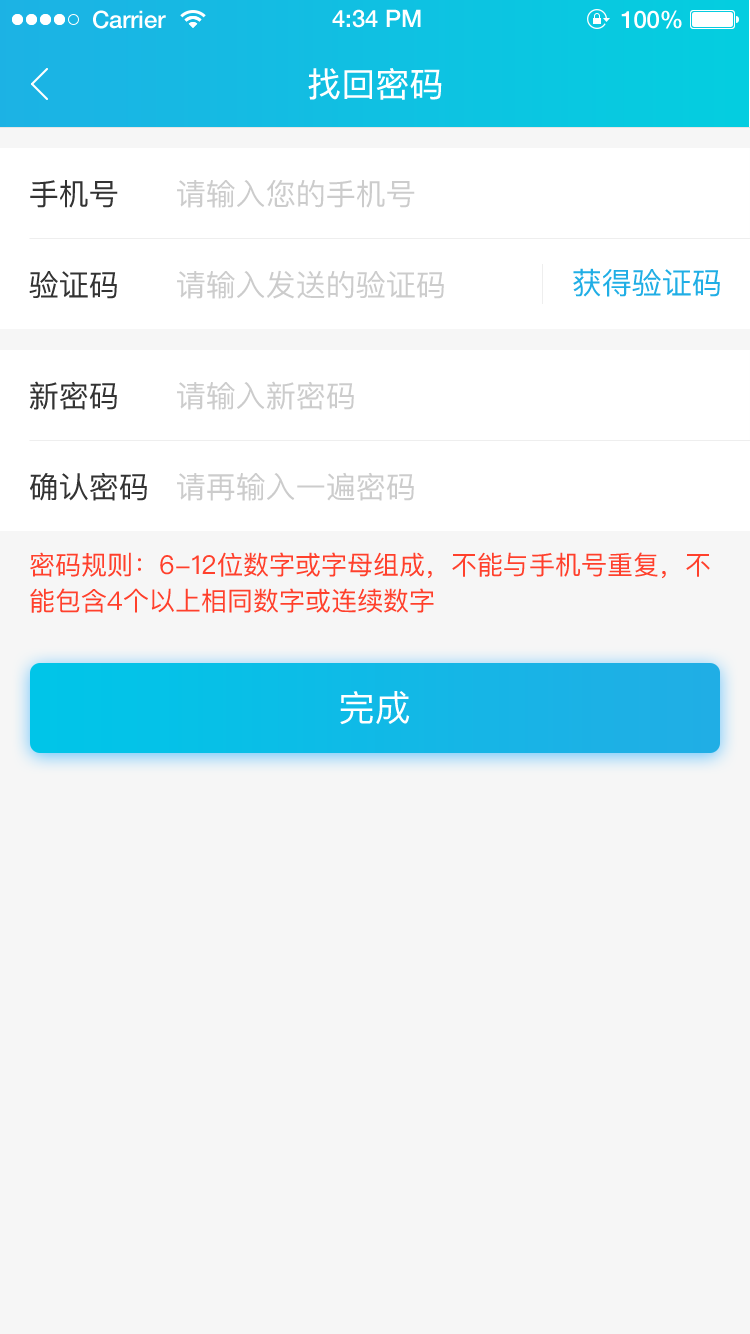 Carrier 4:34 PM 100%
找回密码
手机号 请输入您的手机号
验证码 请输入发送的验证码 获得验证码
新密码 请输入新密码
确认密码 请再输入一遍密码
密码规则：6-12位数字或字母组成，不能与手机号重复，不
能包含4个以上相同数字或连续数字
完成